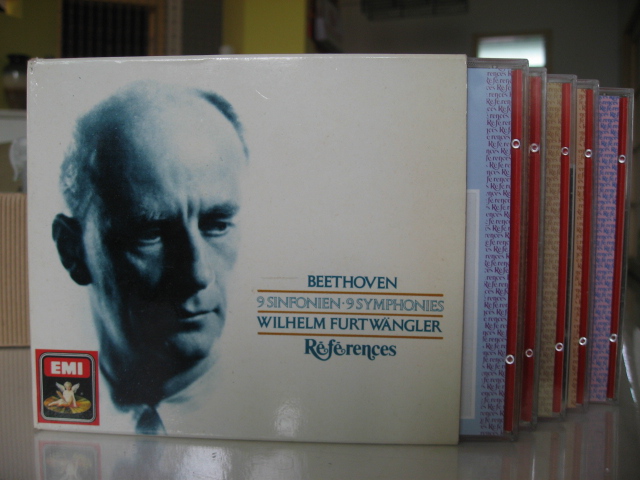 BEETHOVEN
9 SINFONIEN · 9 SYMPHONIES
WILHELM FURTWÄNGLER
Références
EMI